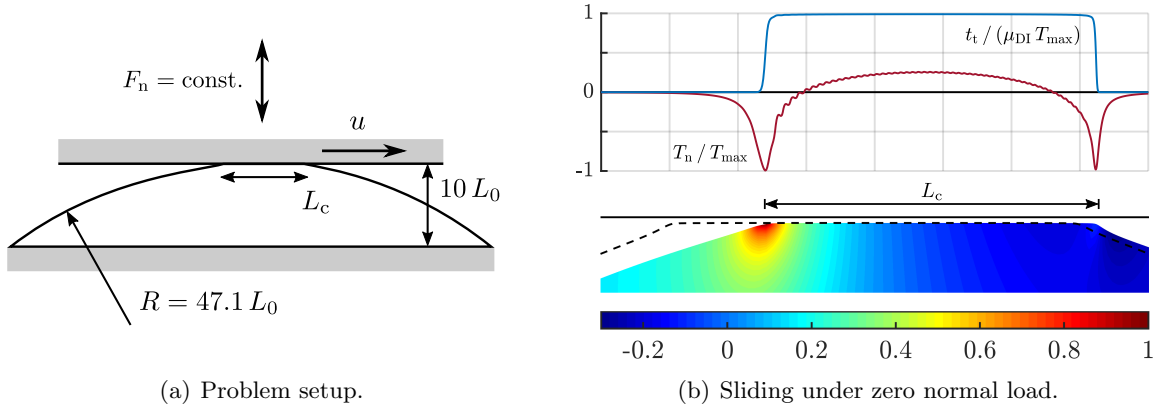 F_n = const.
u
L_c
10 L_0
R = 47.1 L_0
(a) Problem setup.
1
0
-1
t_t / (μ_DI T_max)
T_n / T_max
L_c
-0.2 0 0.2 0.4 0.6 0.8 1
(b) Sliding under zero normal load.